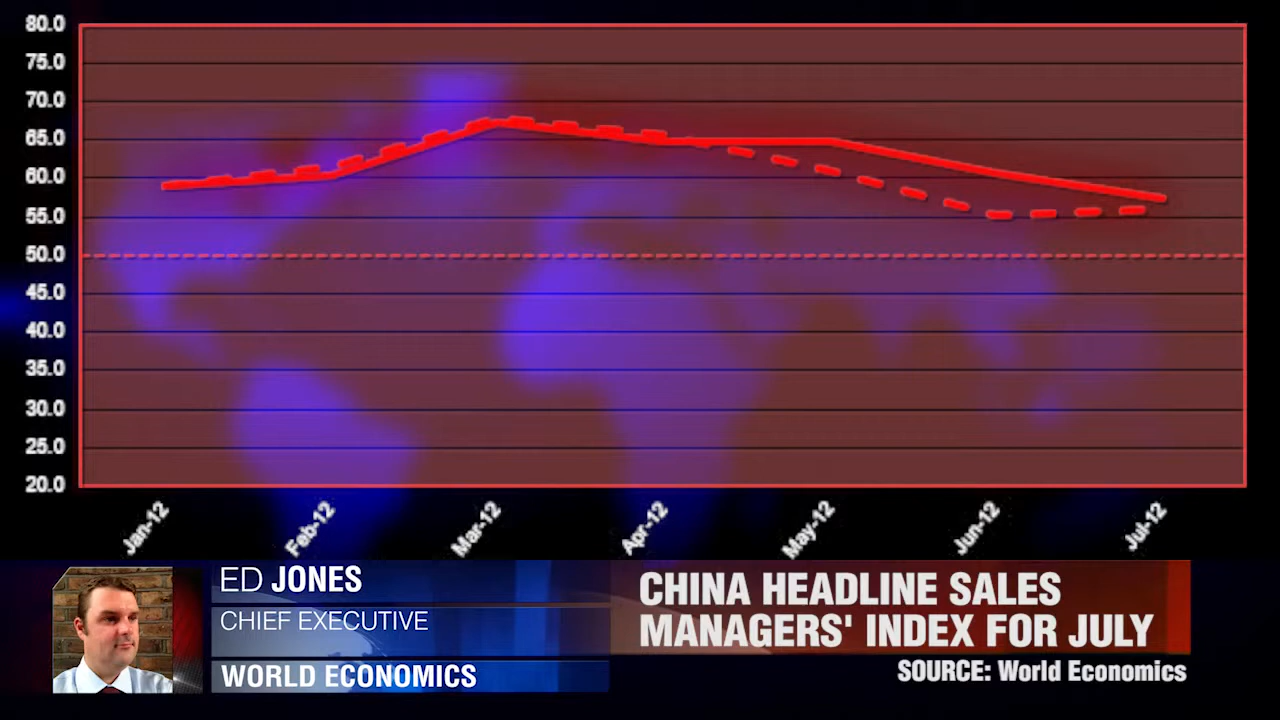 80.0
75.0
70.0
65.0
60.0
55.0
50.0
45.0
40.0
35.0
30.0
25.0
20.0
Jan-12
Feb-12
Mar-12
Apr-12
May-12
Jun-12
Jul-12
ED JONES
CHIEF EXECUTIVE
WORLD ECONOMICS
CHINA HEADLINE SALES
MANAGERS' INDEX FOR JULY
SOURCE: World Economics